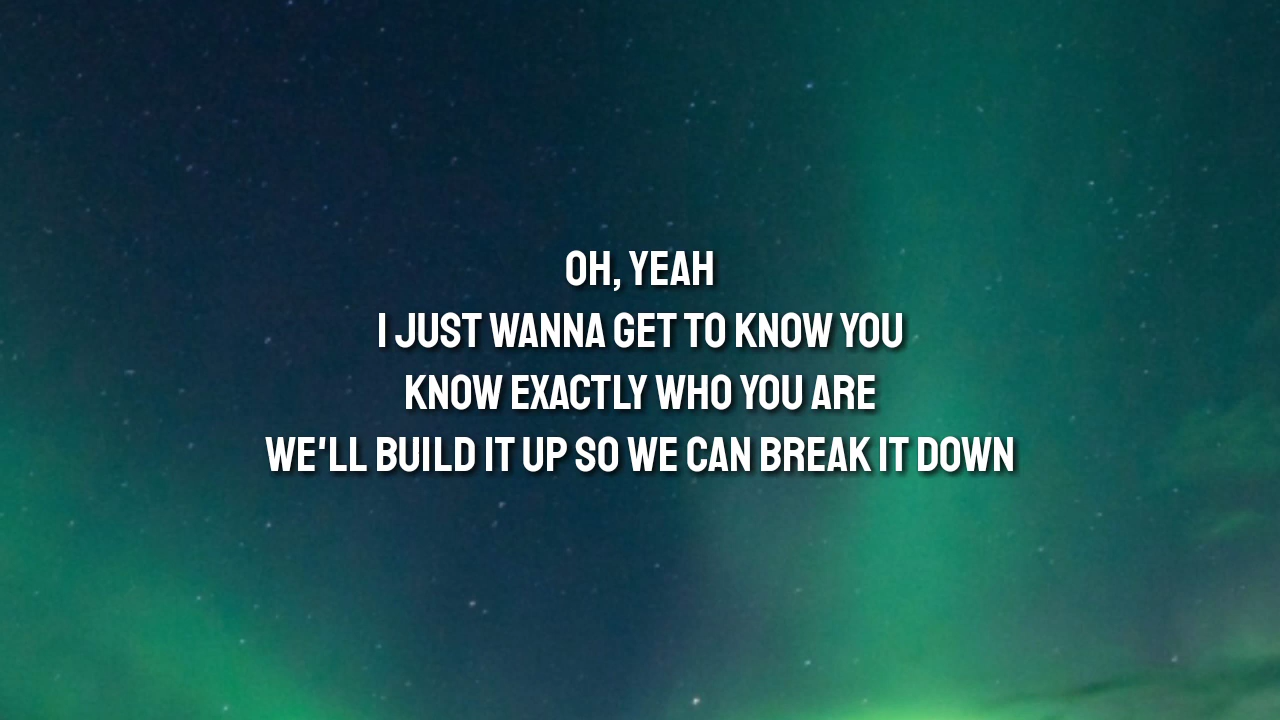 OH, YEAH
I JUST WANNA GET TO KNOW YOU
KNOW EXACTLY WHO YOU ARE
WE'LL BUILD IT UP SO WE CAN BREAK IT DOWN